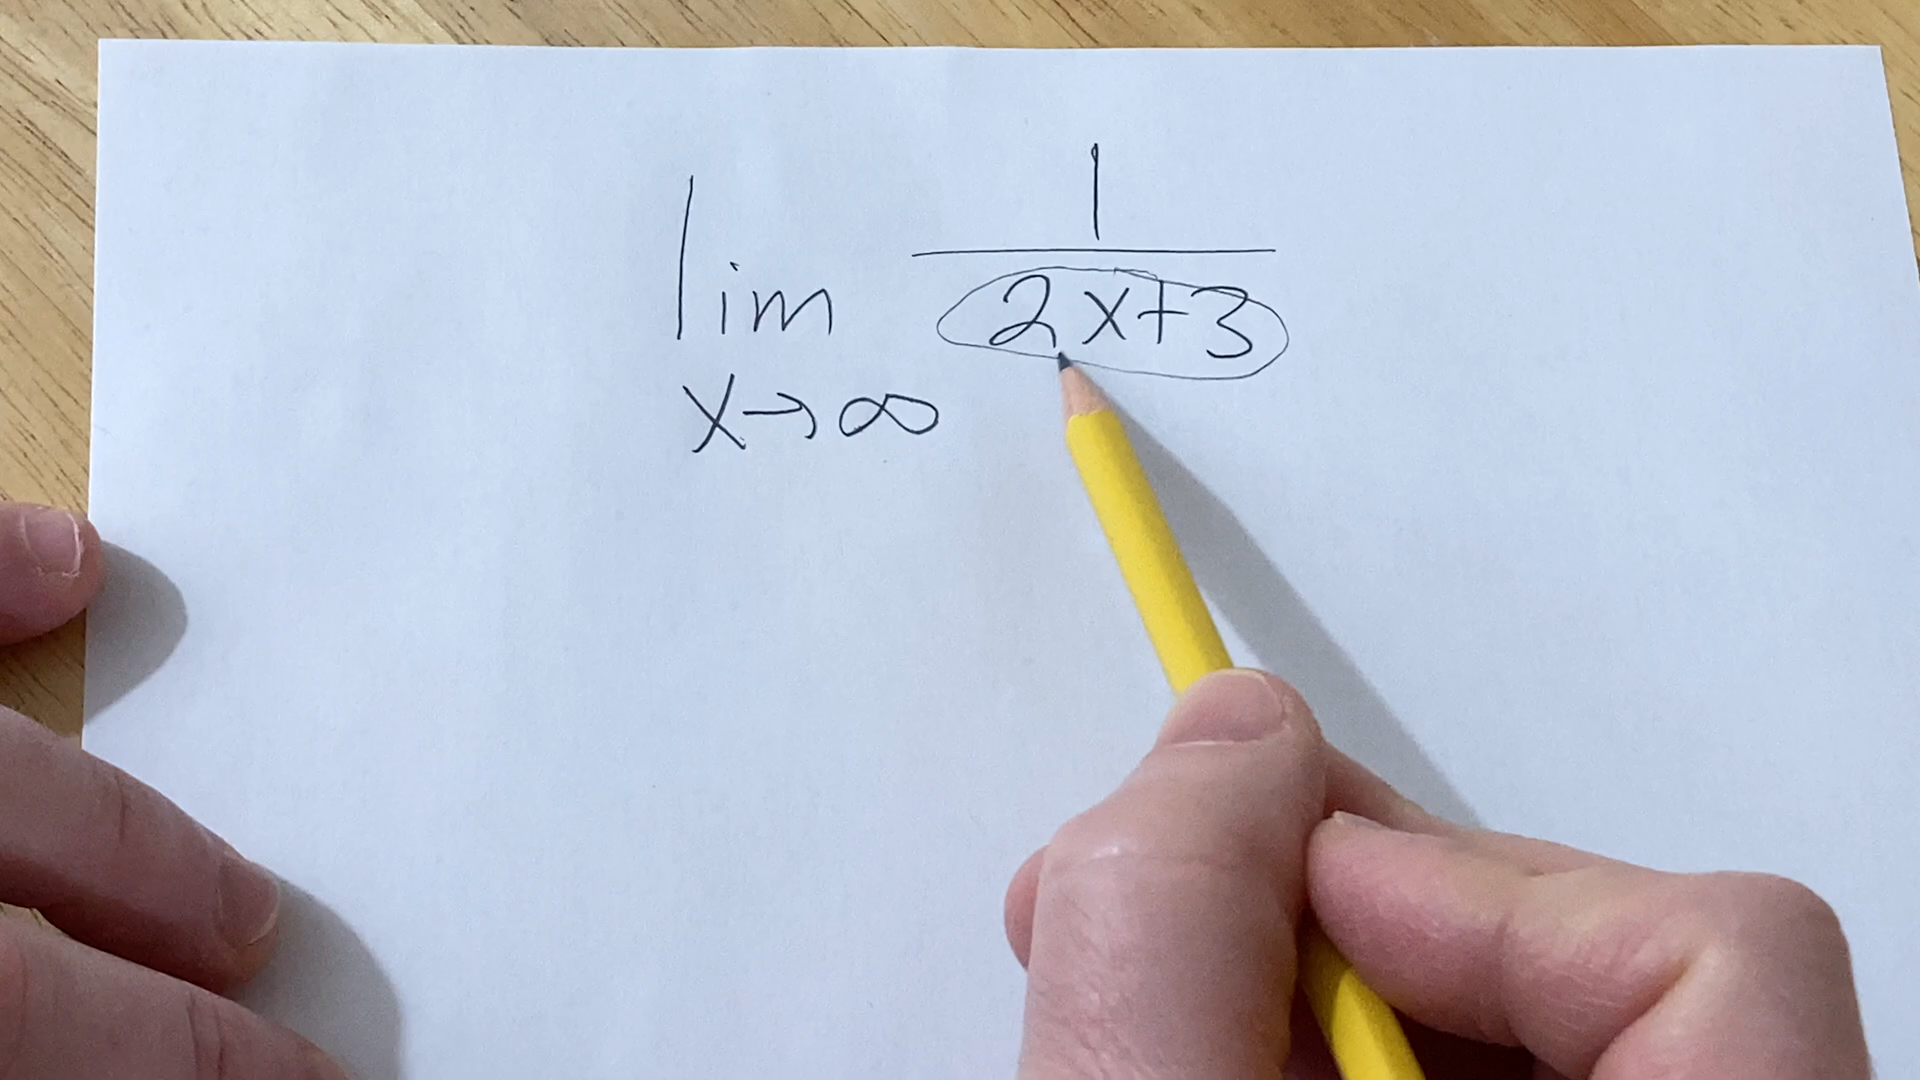 lim 1/(2x+3)
x→∞